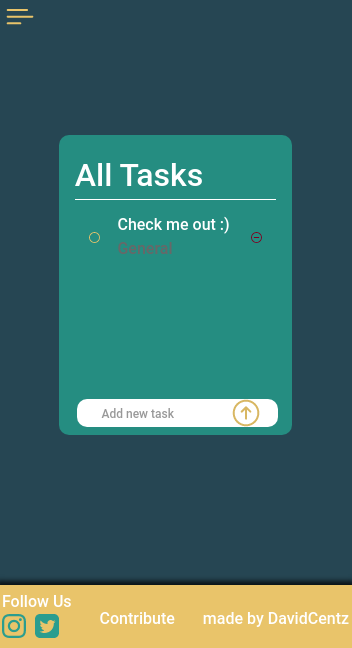 All Tasks
Check me out :)
General
Add new task
Follow Us
Contribute
made by DavidCentz